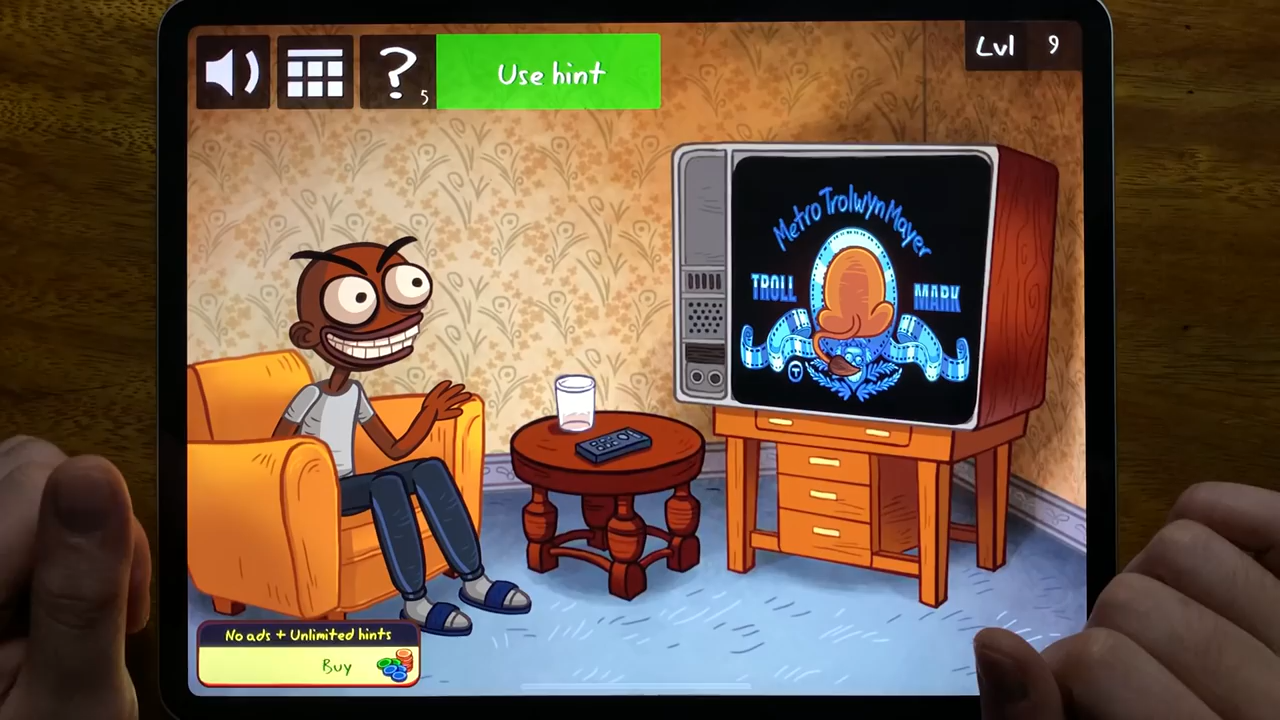 5
Use hint
Lvl 9
Metro TrolwynMayer
TROLL MARK
T
No ads + Unlimited hints
Buy